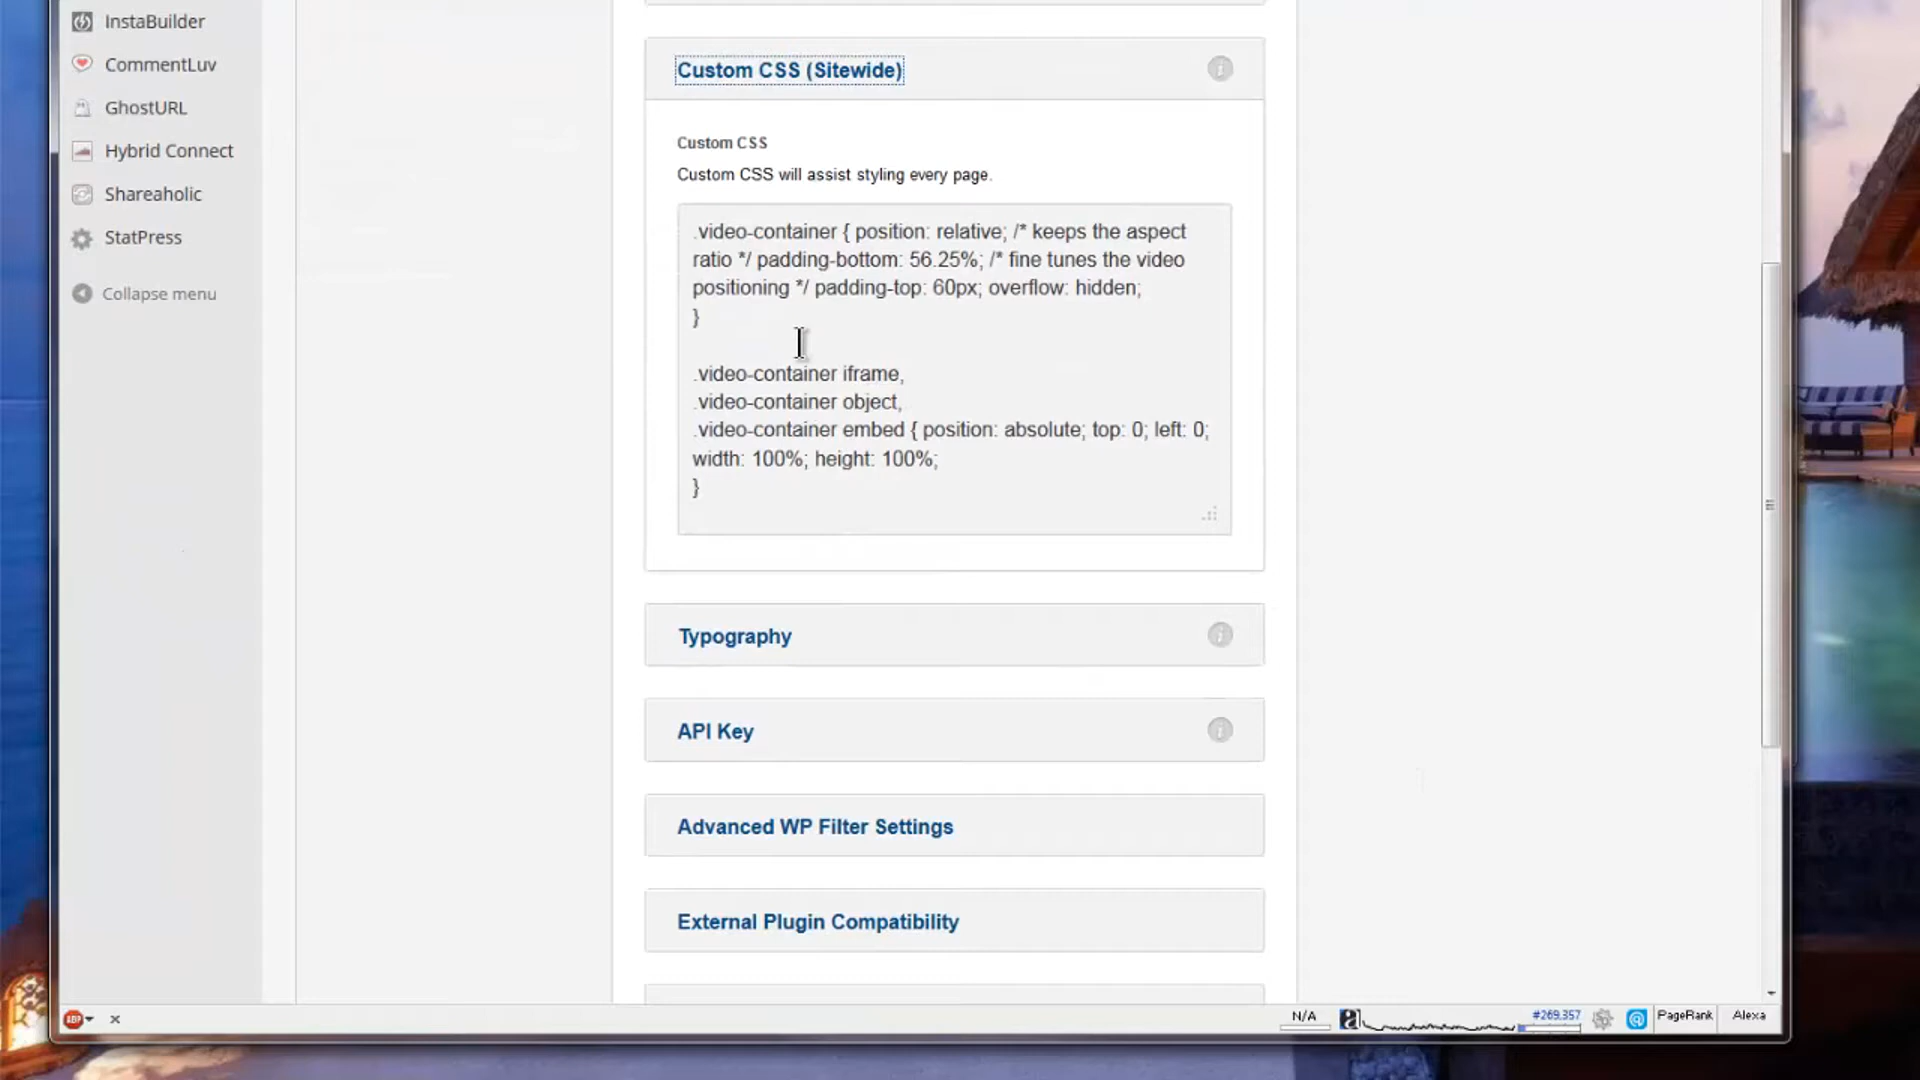 InstaBuilder
CommentLuv
GhostURL
Hybrid Connect
Shareaholic
StatPress
Collapse menu
Custom CSS (Sitewide)
Custom CSS
Custom CSS will assist styling every page.
.video-container { position: relative; /* keeps the aspect
ratio */ padding-bottom: 56.25%; /* fine tunes the video
positioning */ padding-top: 60px; overflow: hidden;
}
.video-container iframe,
.video-container object,
.video-container embed { position: absolute; top: 0; left: 0;
width: 100%; height: 100%;
}
Typography
API Key
Advanced WP Filter Settings
External Plugin Compatibility
ABP
N/A
a
#269,357
@
PageRank
Alexa